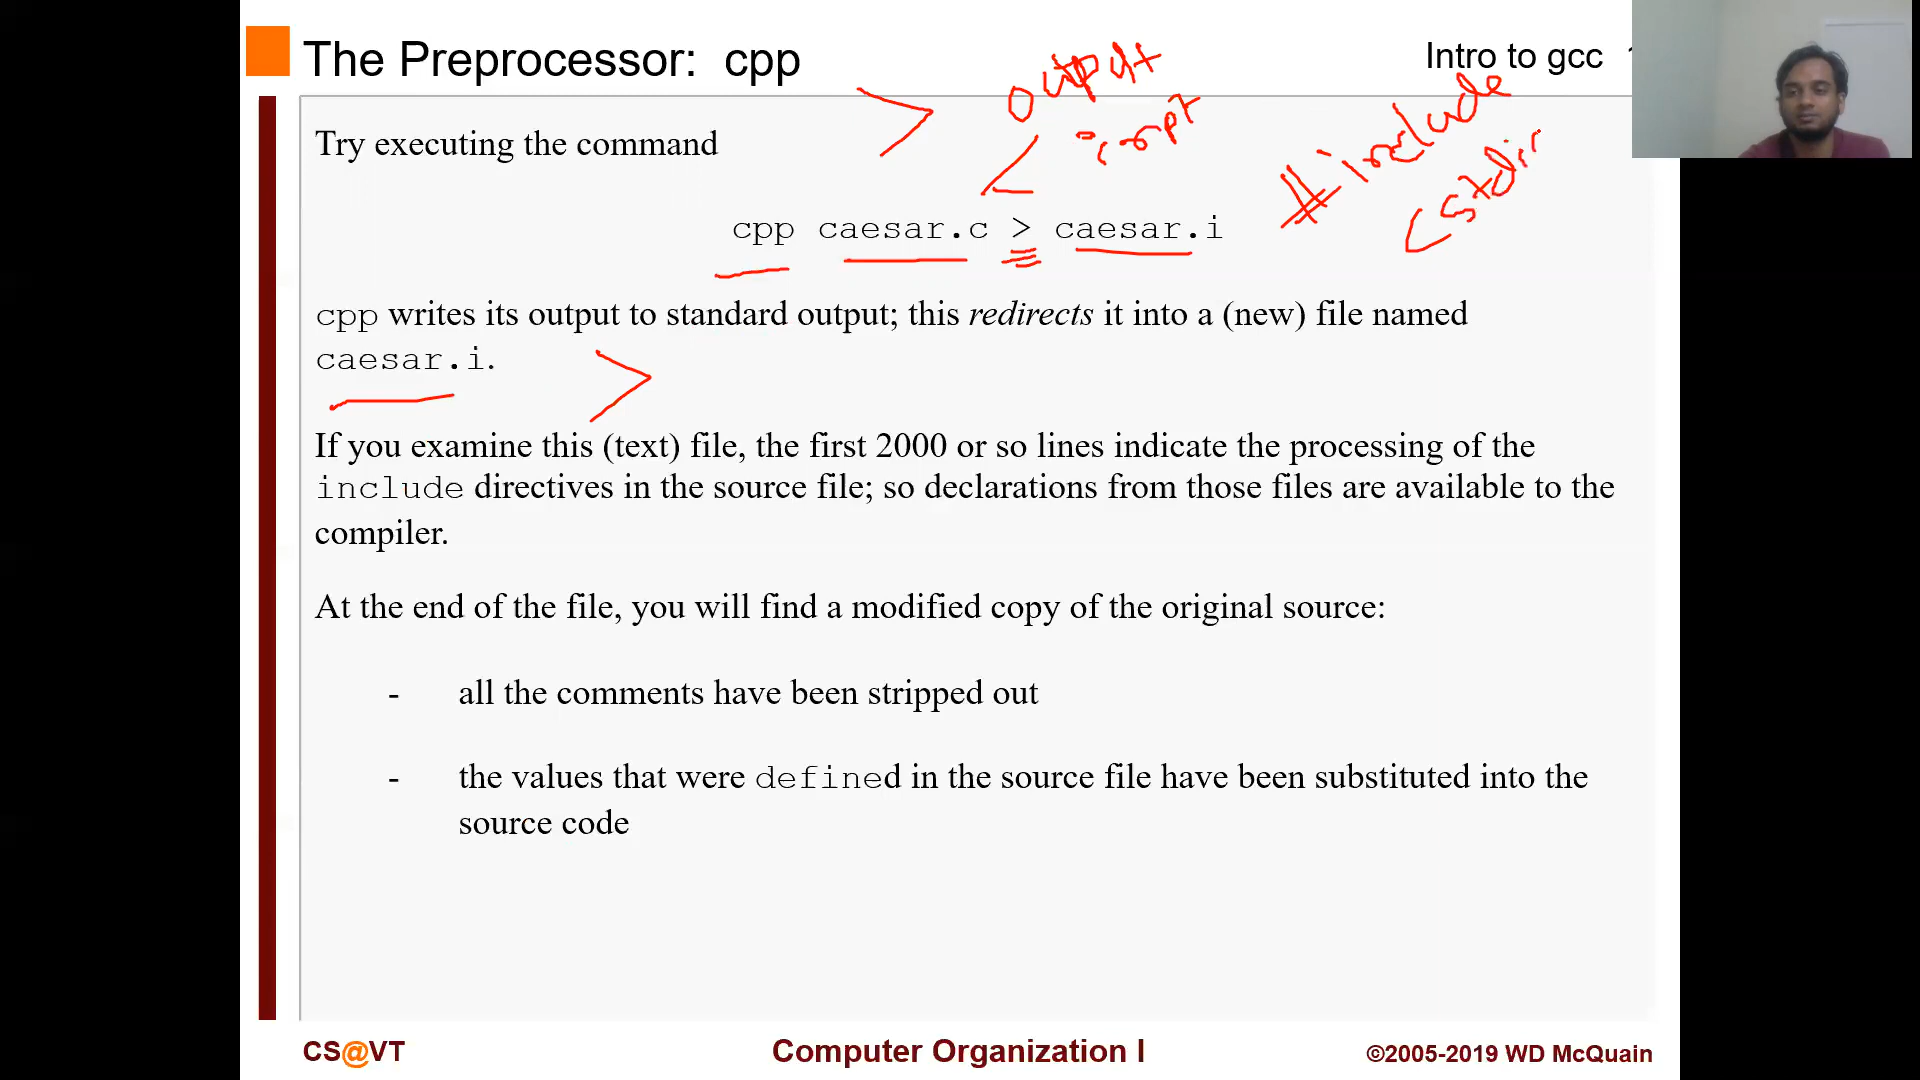 The Preprocessor: cpp
Intro to gcc
> output
< input
#include
<stdi
Try executing the command
cpp caesar.c > caesar.i
cpp writes its output to standard output; this redirects it into a (new) file named
caesar.i.
>
If you examine this (text) file, the first 2000 or so lines indicate the processing of the
include directives in the source file; so declarations from those files are available to the
compiler.
At the end of the file, you will find a modified copy of the original source:
- all the comments have been stripped out
- the values that were defined in the source file have been substituted into the
source code
CS@VT
Computer Organization I
©2005-2019 WD McQuain